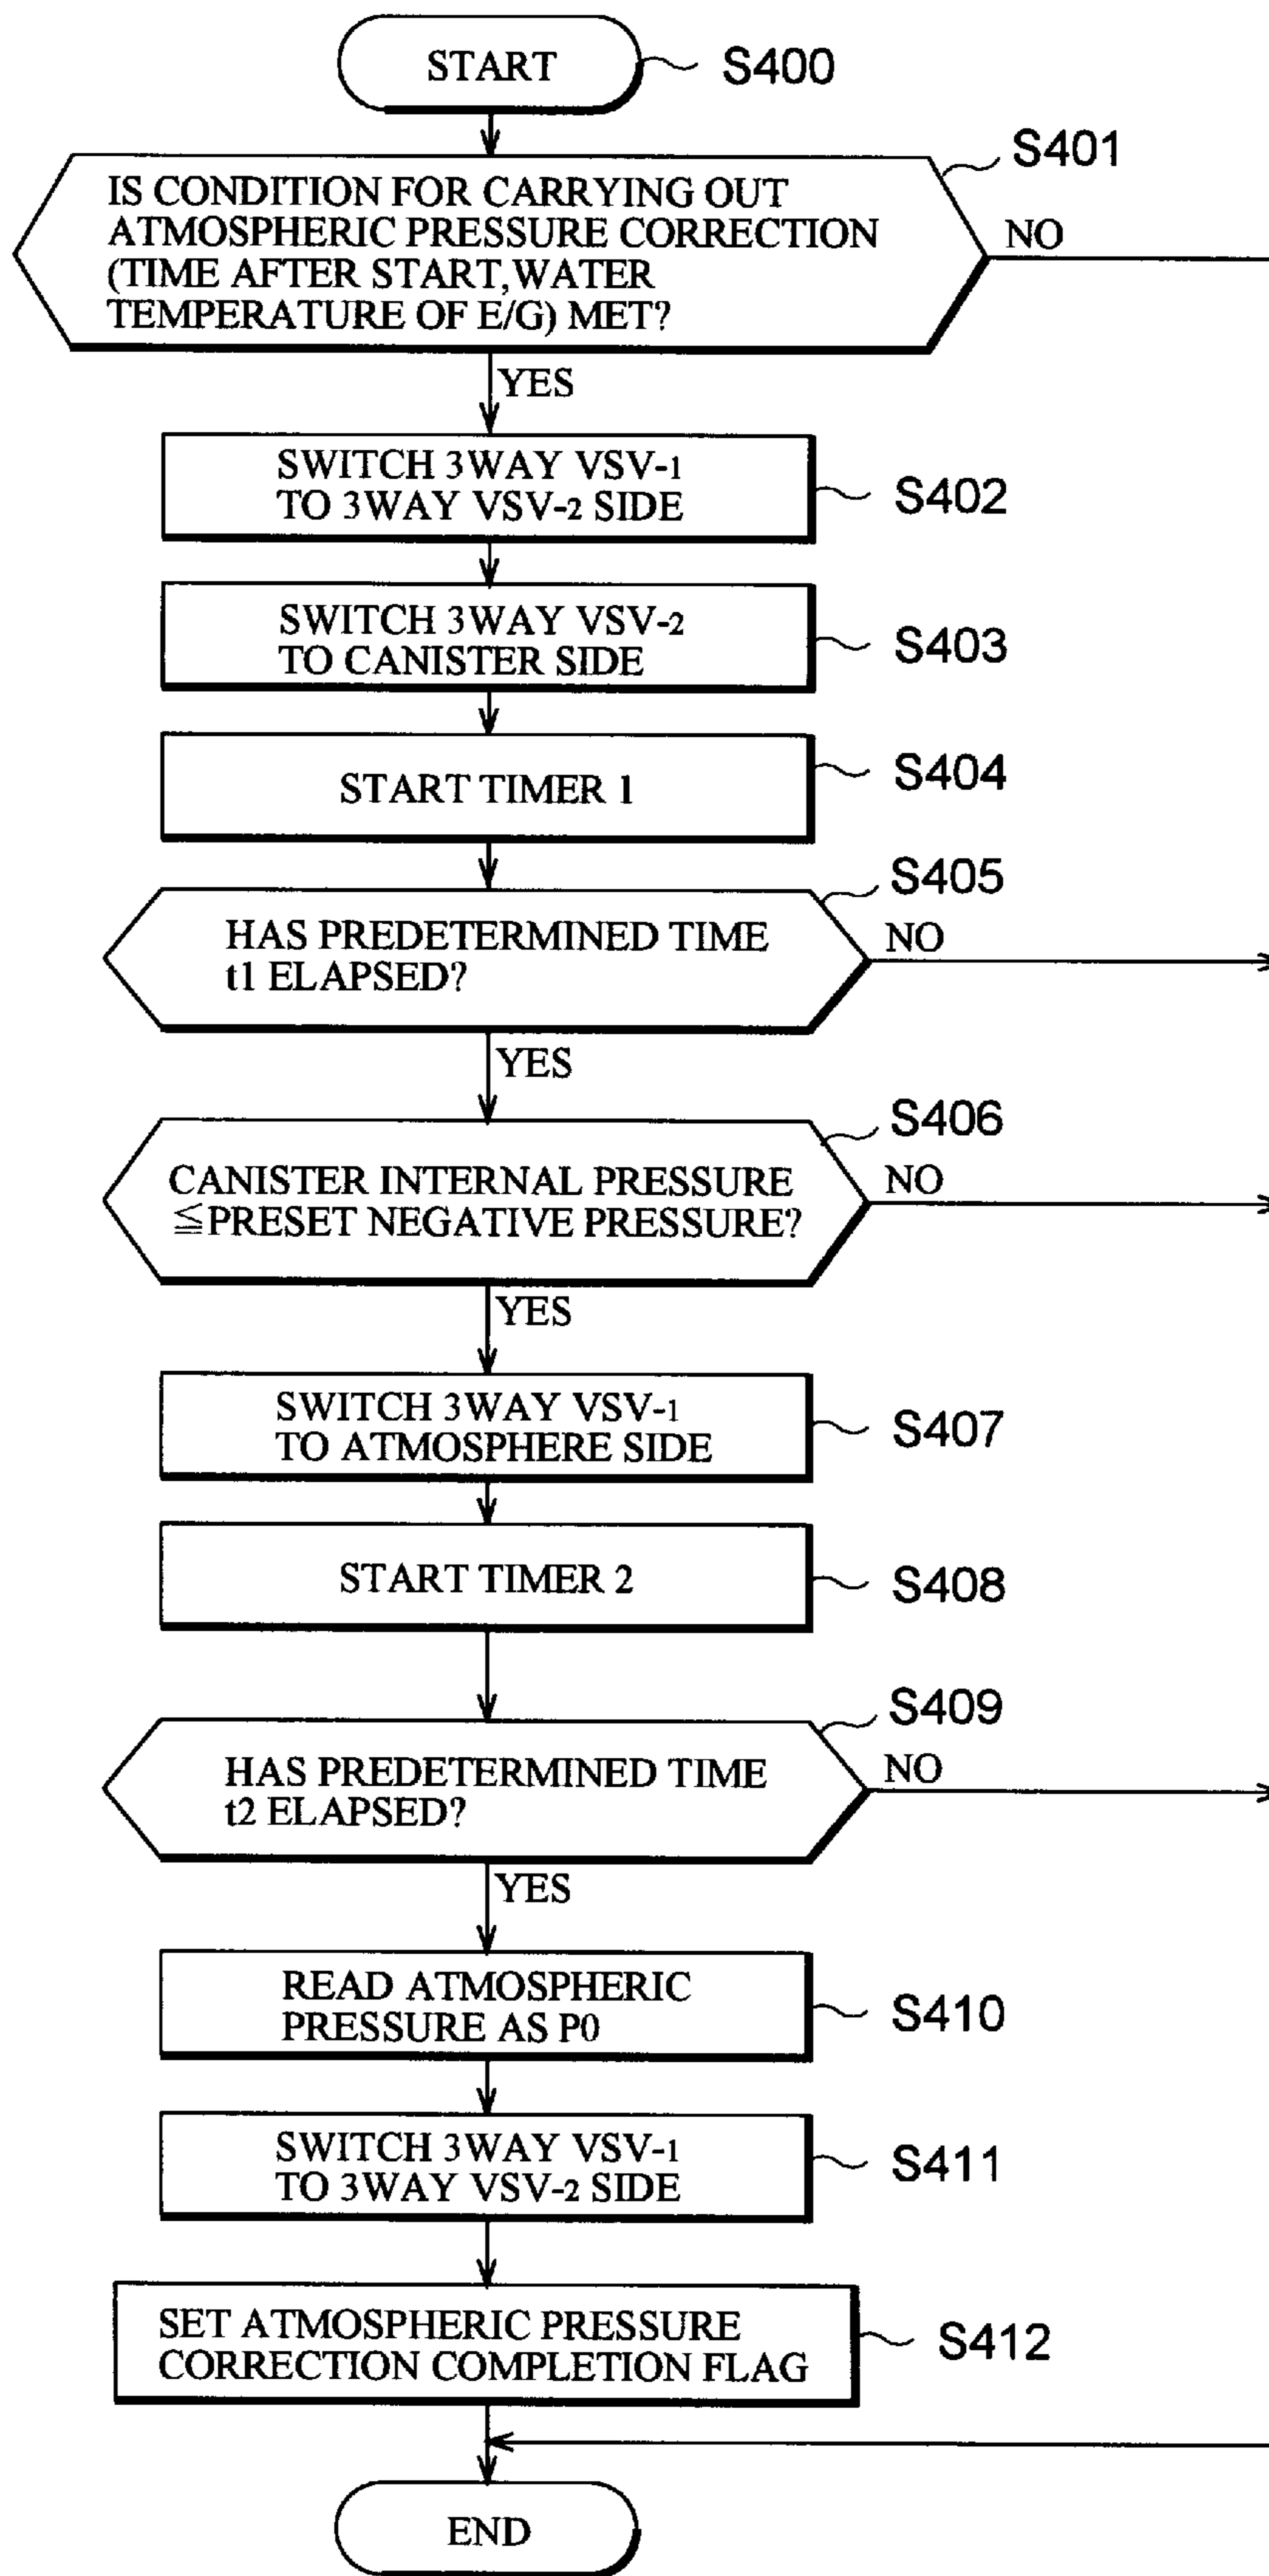 START
S400
S401
IS CONDITION FOR CARRYING OUT
ATMOSPHERIC PRESSURE CORRECTION
(TIME AFTER START, WATER
TEMPERATURE OF E/G) MET?
NO
YES
SWITCH 3WAY VSV-1
TO 3WAY VSV-2 SIDE
S402
SWITCH 3WAY VSV-2
TO CANISTER SIDE
S403
START TIMER 1
S404
S405
HAS PREDETERMINED TIME
t1 ELAPSED?
NO
YES
S406
CANISTER INTERNAL PRESSURE
≦PRESET NEGATIVE PRESSURE?
NO
YES
SWITCH 3WAY VSV-1
TO ATMOSPHERE SIDE
S407
START TIMER 2
S408
S409
HAS PREDETERMINED TIME
t2 ELAPSED?
NO
YES
READ ATMOSPHERIC
PRESSURE AS P0
S410
SWITCH 3WAY VSV-1
TO 3WAY VSV-2 SIDE
S411
SET ATMOSPHERIC PRESSURE
CORRECTION COMPLETION FLAG
S412
END